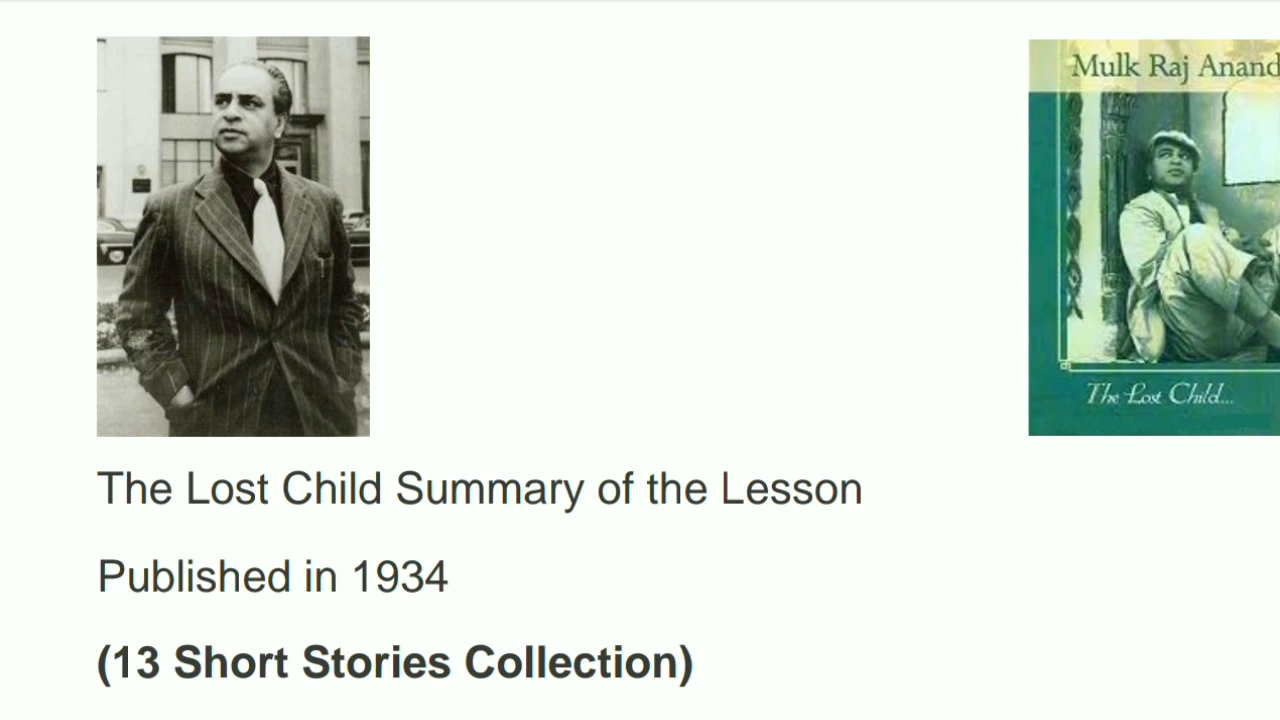 Mulk Raj Anand
The Lost Child...
The Lost Child Summary of the Lesson
Published in 1934
(13 Short Stories Collection)